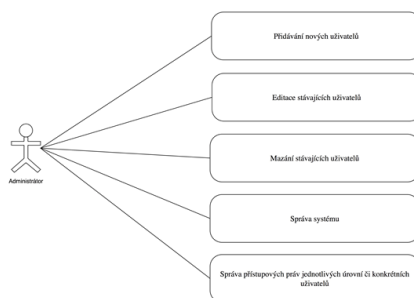 Přidávání nových uživatelů
Editace stávajících uživatelů
Administrátor
Mazání stávajících uživatelů
Správa systému
Správa přístupových práv jednotlivých úrovní či konkrétních
uživatelů